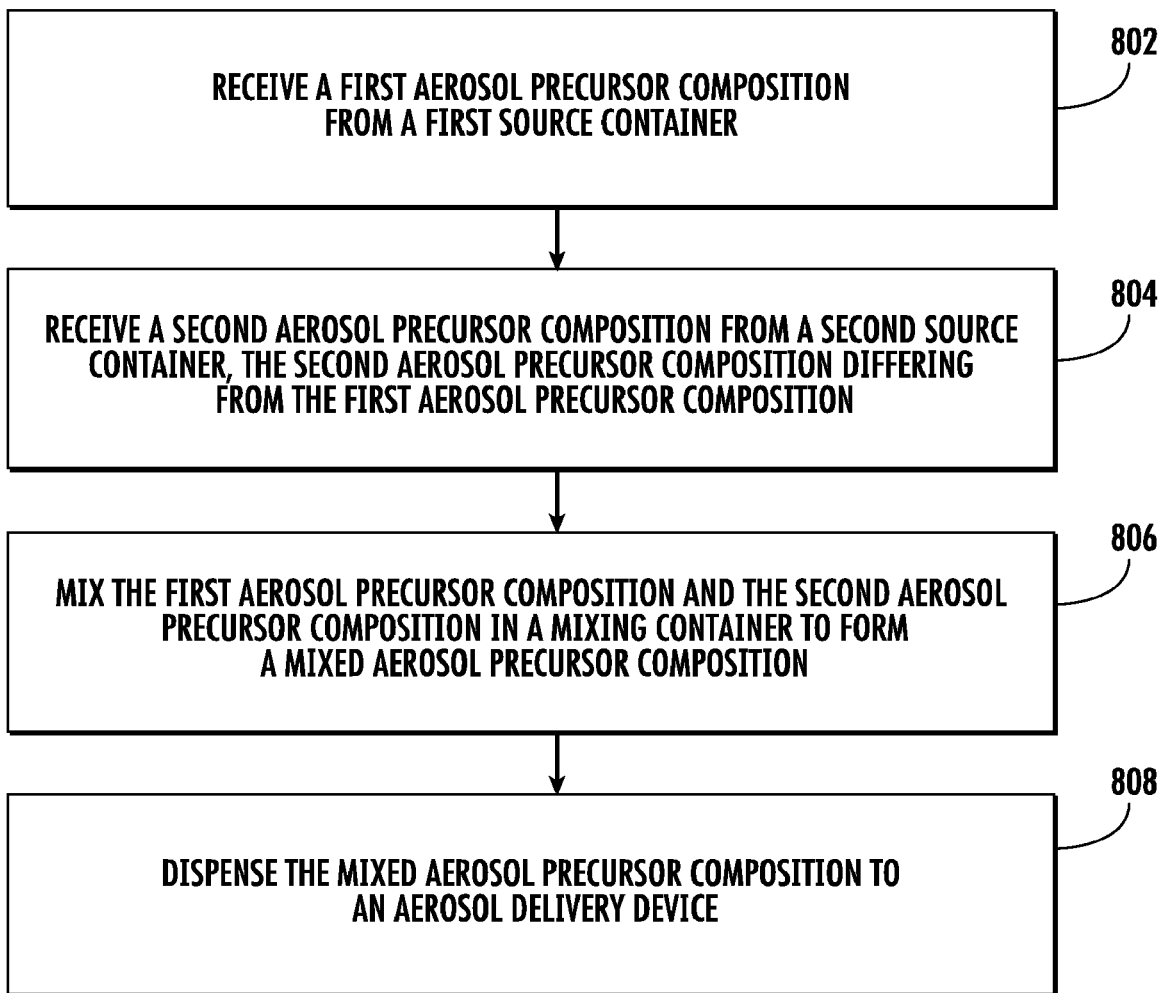 802
RECEIVE A FIRST AEROSOL PRECURSOR COMPOSITION
FROM A FIRST SOURCE CONTAINER
804
RECEIVE A SECOND AEROSOL PRECURSOR COMPOSITION FROM A SECOND SOURCE
CONTAINER, THE SECOND AEROSOL PRECURSOR COMPOSITION DIFFERING
FROM THE FIRST AEROSOL PRECURSOR COMPOSITION
806
MIX THE FIRST AEROSOL PRECURSOR COMPOSITION AND THE SECOND AEROSOL
PRECURSOR COMPOSITION IN A MIXING CONTAINER TO FORM
A MIXED AEROSOL PRECURSOR COMPOSITION
808
DISPENSE THE MIXED AEROSOL PRECURSOR COMPOSITION TO
AN AEROSOL DELIVERY DEVICE